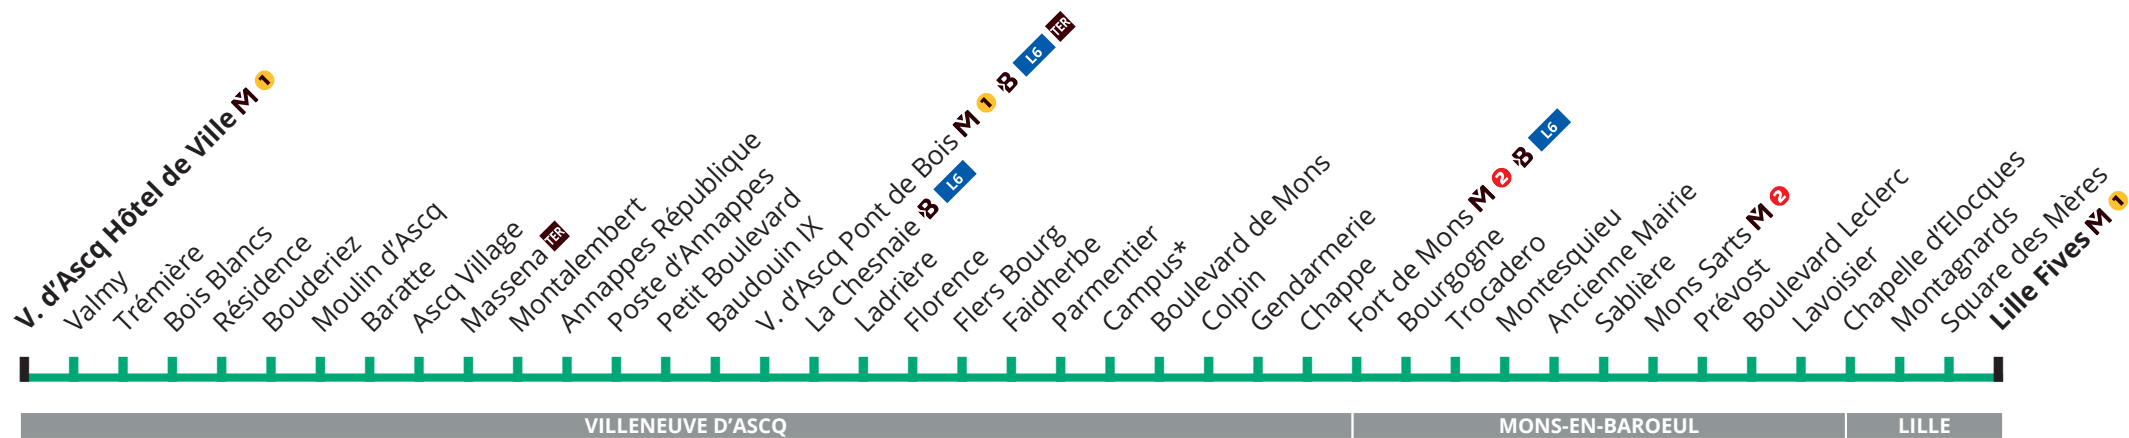 V. d’Ascq Hôtel de Ville M 1
Valmy
Trémière
Bois Blancs
Résidence
Bouderiez
Moulin d’Ascq
Baratte
Ascq Village
Massena TER
Montalembert
Annappes République
Poste d’Annappes
Petit Boulevard
Baudouin IX
V. d’Ascq Pont de Bois M 1 B L6 TER
La Chesnaie B L6
Ladrière
Florence
Flers Bourg
Faidherbe
Parmentier
Campus*
Boulevard de Mons
Colpin
Gendarmerie
Chappe
Fort de Mons M 2 B L6
Bourgogne
Trocadero
Montesquieu
Ancienne Mairie
Sablière
Mons Sarts M 2
Prévost
Boulevard Leclerc
Lavoisier
Chapelle d’Elocques
Montagnards
Square des Mères
Lille Fives M 1
VILLENEUVE D’ASCQ
MONS-EN-BAROEUL
LILLE